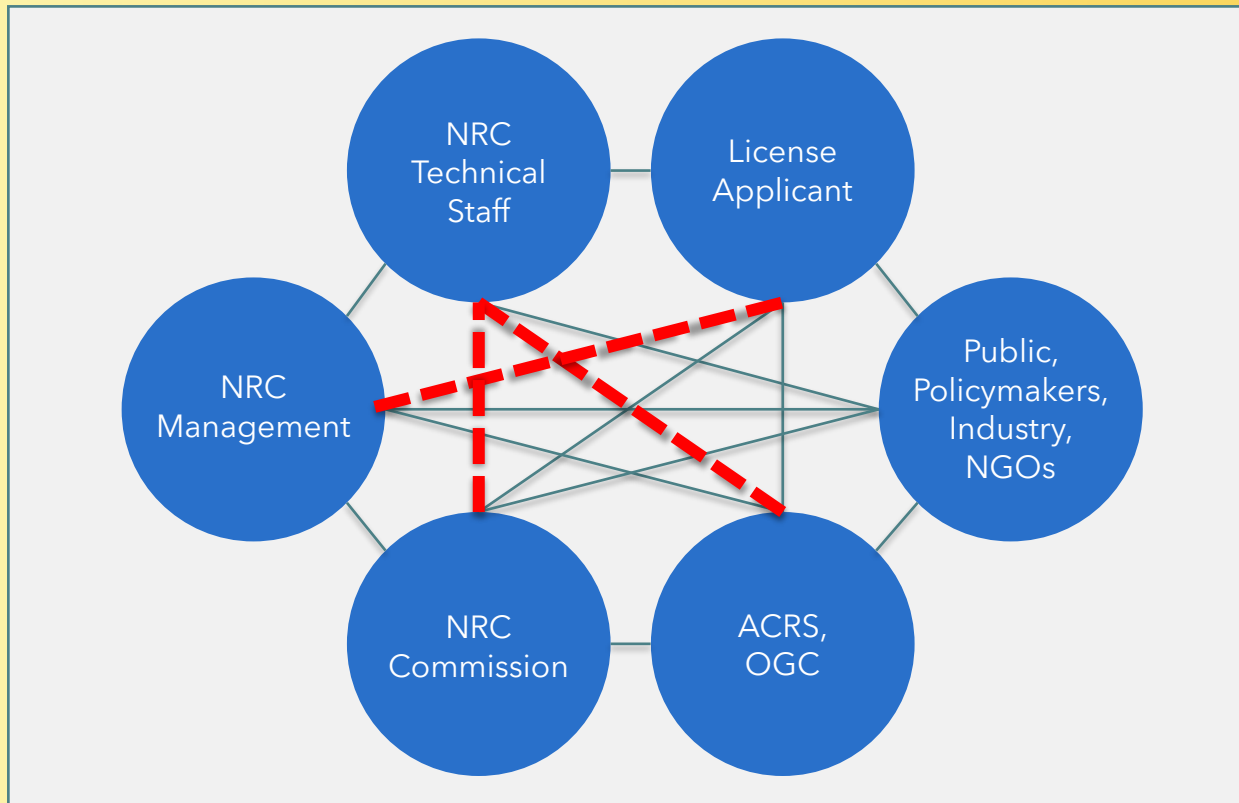 NRC
Technical
Staff
License
Applicant
NRC
Management
Public,
Policymakers,
Industry,
NGOs
NRC
Commission
ACRS,
OGC